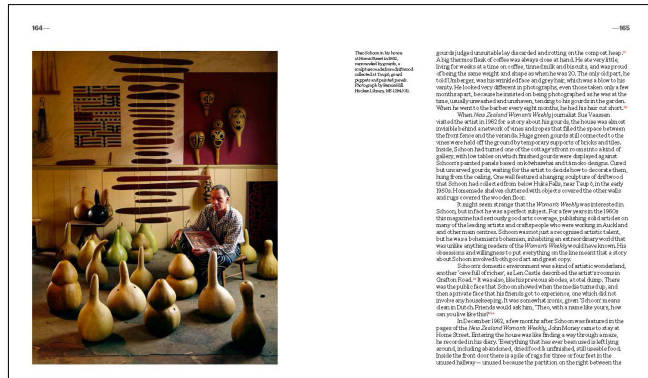 164—
—165
Theo Schoon in his house
at Home Street in 1962,
surrounded by gourds, a
sculpture made from driftwood
collected at Taupō, gourd
puppets and painted panels.
Photograph by Bernie Hill.
Hocken Library, MS-
gourds judged unsuitable lay discarded and rotting on the compost heap.
A big thermos flask of coffee was always close at hand. He ate very little,
living for weeks at a time on coffee, tinned milk and biscuits, and was proud
of being the same weight and shape as when he was 20. The only old part, he
told Umberger, was his wrinkled face and grey hair, which was a blow to his
vanity. He looked very different in photographs, even those taken only a few
months apart, because he insisted on being photographed as he was at the
time, usually unwashed and unshaven, tending to his gourds in the garden.
When he went to the barber every eight months, he had his hair cut short.
When New Zealand Woman's Weekly journalist Sue Vaassen
visited the artist in 1962 for a story about his gourds, the house was almost
invisible behind a network of vines and ropes that filled the space between
the front fence and the veranda. Huge green gourds still connected to the
vines were held off the ground by temporary supports of bricks and tiles.
Inside, Schoon had turned one of the cottage's front rooms into a kind of
gallery, with low tables on which finished gourds were displayed against
Schoon's painted panels based on kōwhaiwhai and tā moko designs. Cured
but uncarved gourds, waiting for the artist to decide how to decorate them,
hung from the ceiling. One wall featured a hanging sculpture of driftwood
that Schoon had collected from below Huka Falls, near Taupō, in the early
1950s. Homemade shelves cluttered with objects covered the other walls
and rugs covered the wooden floor.
It might seem strange that the Woman's Weekly was interested in
Schoon, but in fact he was a perfect subject. For a few years in the 1960s
this magazine had seriously good arts coverage, publishing solid articles on
many of the leading artists and craftspeople who were working in Auckland
and other main centres. Schoon was not just a recognised artistic talent,
but he was a bohemian's bohemian, inhabiting an extraordinary world that
was unlike anything readers of the Woman's Weekly would have known. His
obsessions and willingness to put everything on the line meant that a story
about Schoon involved both good art and great copy.
Schoon's domestic environment was a kind of artistic wonderland,
another 'cave full of riches', as Len Castle described the artist's rooms in
Grafton Road. It was also, like his previous abodes, a total dump. There
was the public face that Schoon showed when the media turned up, and
then a private face that his friends got to experience, one which did not
involve any housekeeping. It was somewhat ironic, given 'Schoon' means
clean in Dutch. Friends would ask him, 'Theo, with a name like yours, how
can you live like this?'
In December 1962, a few months after Schoon was featured in the
pages of the New Zealand Woman's Weekly, John Money came to stay at
Home Street. Entering the house was like finding a way through a maze,
he recorded in his diary. 'Everything that has ever been used is left lying
around, including abandoned, dried food & unfinished, still useable food.
Inside the front door there is a pile of rags for three or four feet in the
unused hallway — unused because the partition on the right between the